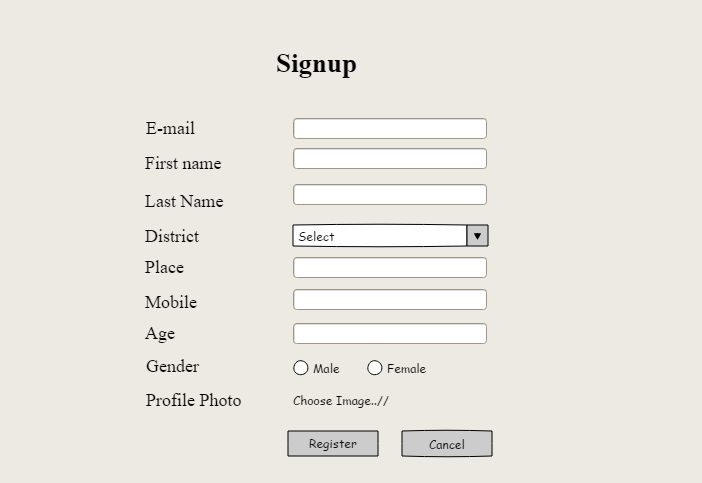 Signup
E-mail
First name
Last Name
District Select
Place
Mobile
Age
Gender Male Female
Profile Photo Choose Image..//
Register Cancel